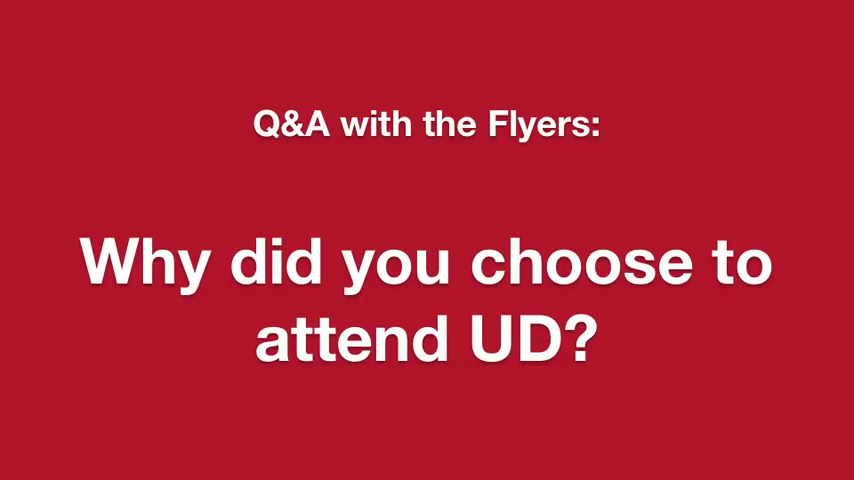 Q&A with the Flyers:
Why did you choose to
attend UD?